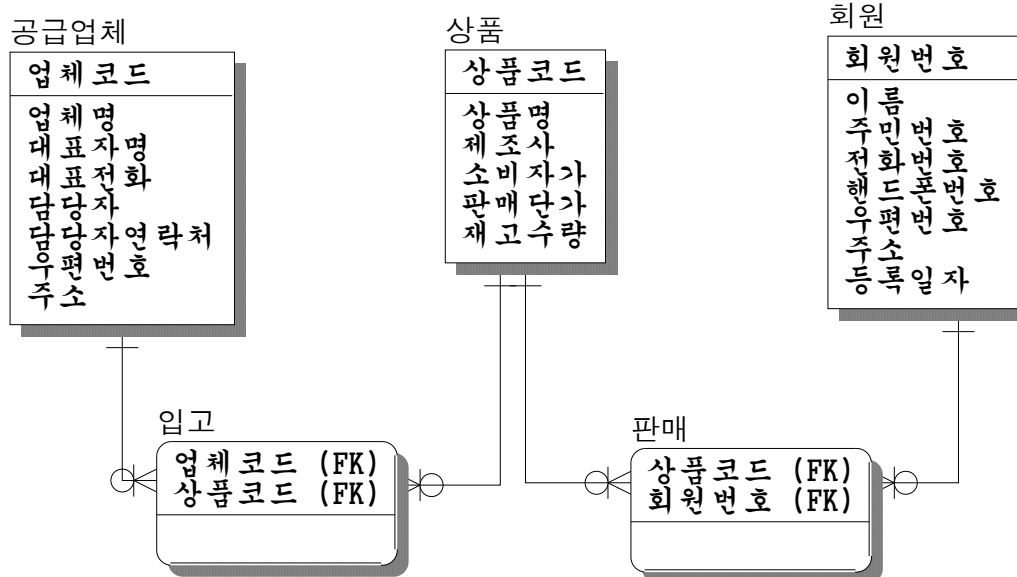 공급업체
업체코드
업체명
대표자명
대표전화
담당자
담당자연락처
우편번호
주소
상품
상품코드
상품명
제조사
소비자가
판매단가
재고수량
회원
회원번호
이름
주민번호
전화번호
핸드폰번호
우편번호
주소
등록일자
입고
업체코드 (FK)
상품코드 (FK)
판매
상품코드 (FK)
회원번호 (FK)